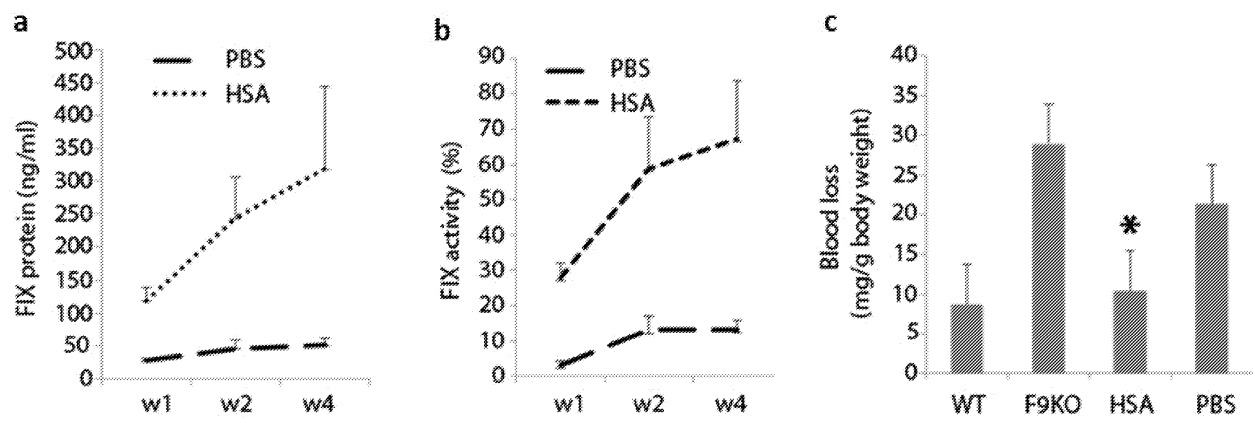 a
500
450
400
350
300
250
200
150
100
50
0
FIX protein (ng/ml)
PBS
HSA
w1 w2 w4
b
90
80
70
60
50
40
30
20
10
0
FIX activity (%)
PBS
HSA
w1 w2 w4
c
40
35
30
25
20
15
10
5
0
Blood loss
(mg/g body weight)
*
WT F9KO HSA PBS